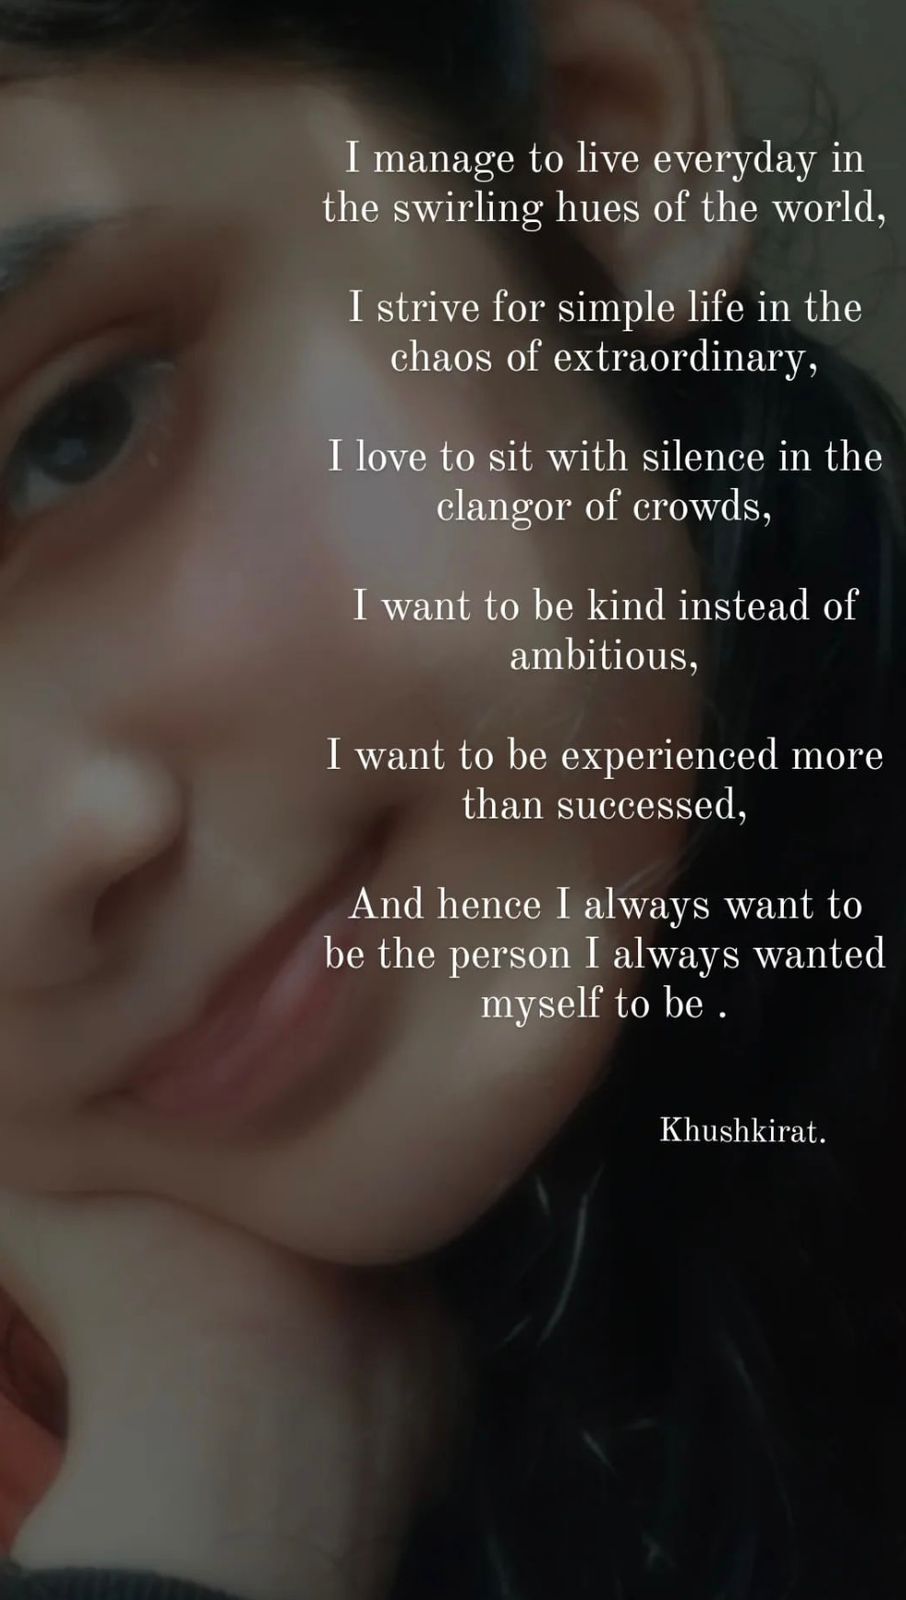 I manage to live everyday in
the swirling hues of the world,
I strive for simple life in the
chaos of extraordinary,
I love to sit with silence in the
clangor of crowds,
I want to be kind instead of
ambitious,
I want to be experienced more
than successed,
And hence I always want to
be the person I always wanted
myself to be .
Khushkirat.